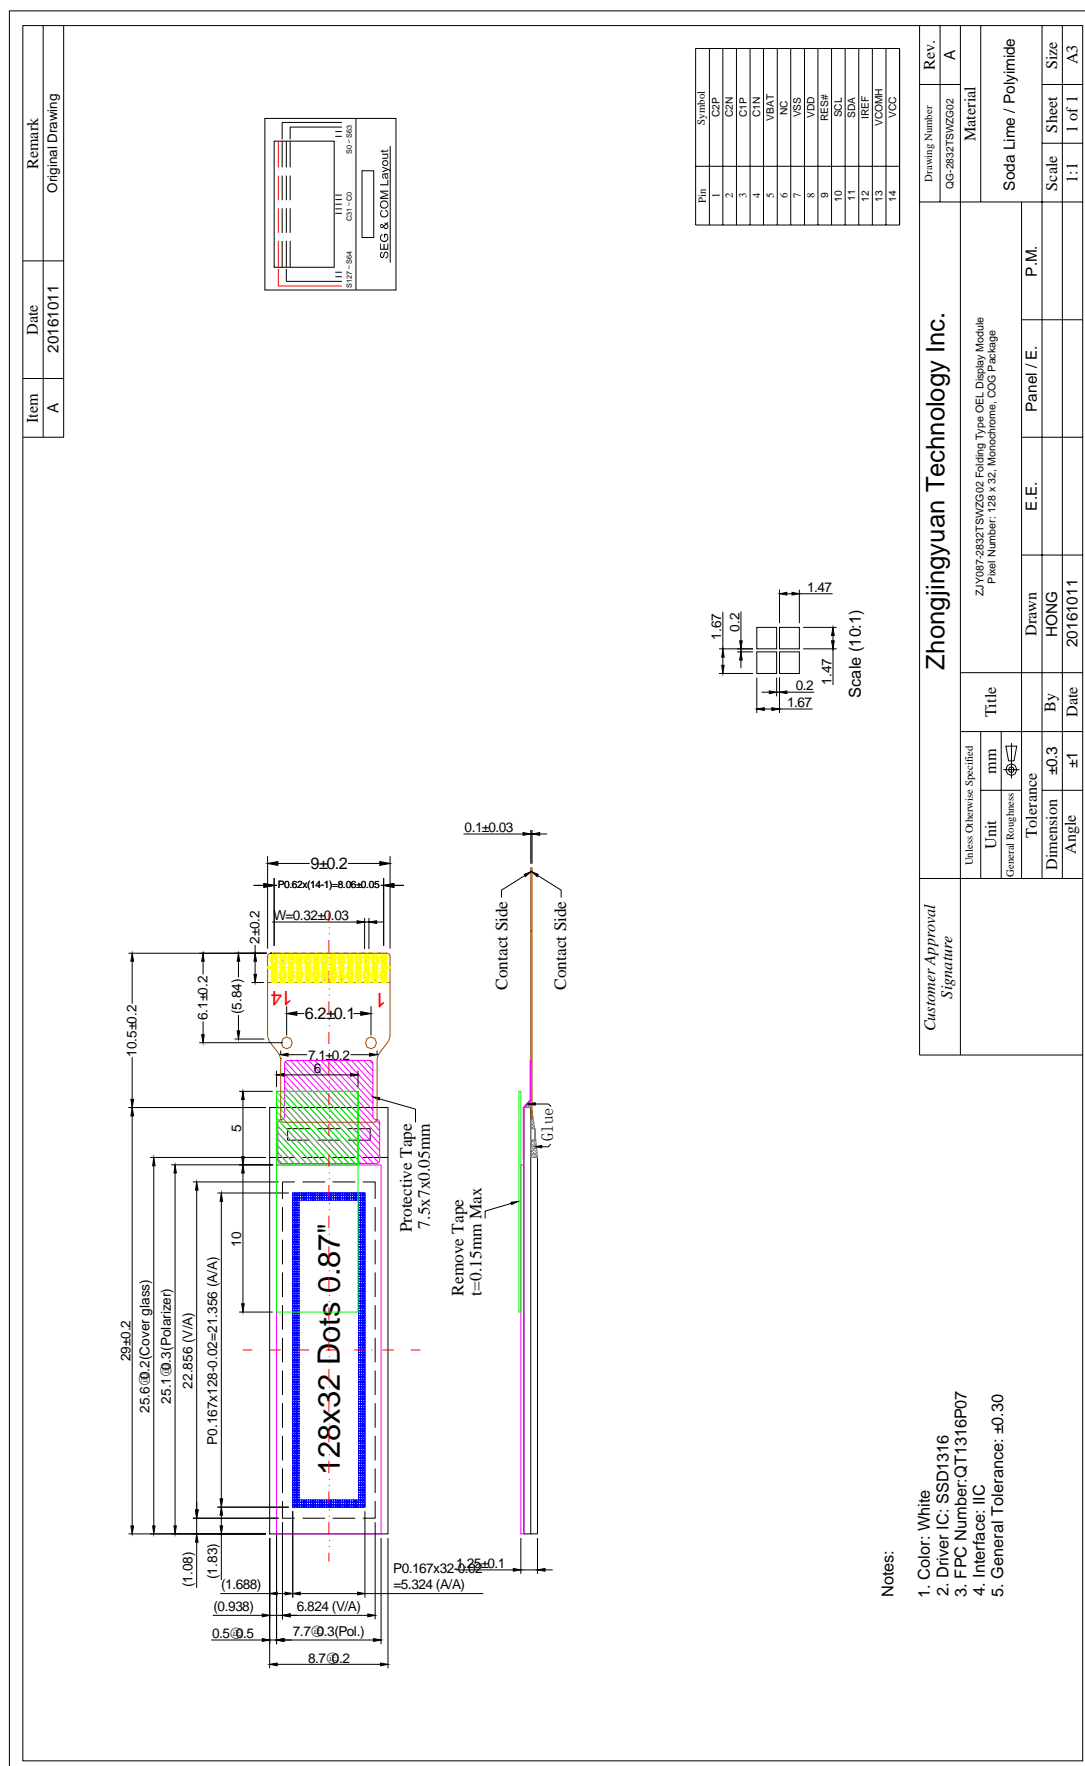 Item Date Remark
A 20161011 Original Drawing
S127~S64 C31~C0 S0~S63
SEG & COM Layout
29±0.2
10.5±0.2
25.6 0.2(Cover glass)
6.1±0.2
25.1 0.3(Polarizer)
(5.84)
22.856 (V/A)
2±0.2
P0.167x128-0.02=21.356 (A/A)
10
5
(1.08)
(1.83)
9±0.2
P0.62x(14-1)=8.06±0.05
W=0.32±0.03
14
1
6.2±0.1
7.1±0.2
6
128x32 Dots 0.87"
(1.688)
P0.167x32-0.02
=5.324 (A/A)
(0.938)
6.824 (V/A)
0.5 0.5
7.7 0.3(Pol.)
8.7 0.2
Protective Tape
7.5x7x0.05mm
Remove Tape
t=0.15mm Max
1.25±0.1
Glue
0.1±0.03
Contact Side
Contact Side
1.67
0.2
1.47
0.2
1.67
1.47
Scale (10:1)
Pin Symbol
1 C2P
2 C2N
3 C1P
4 C1N
5 VBAT
6 NC
7 VSS
8 VDD
9 RES#
10 SCL
11 SDA
12 IREF
13 VCOMH
14 VCC
Notes:
1. Color: White
2. Driver IC: SSD1316
3. FPC Number:QT1316P07
4. Interface: IIC
5. General Tolerance: ±0.30
Customer Approval
Signature
Zhongjingyuan Technology Inc.
Drawing Number Rev.
QG-2832TSWZG02 A
Unless Otherwise Specified
Unit mm
General Roughness
Tolerance
Dimension ±0.3
Angle ±1
Title
ZJY087-2832TSWZG02 Folding Type OEL Display Module
Pixel Number: 128 x 32, Monochrome, COG Package
Material
Soda Lime / Polyimide
Drawn E.E. Panel / E. P.M.
By HONG
Date 20161011
Scale Sheet Size
1:1 1 of 1 A3